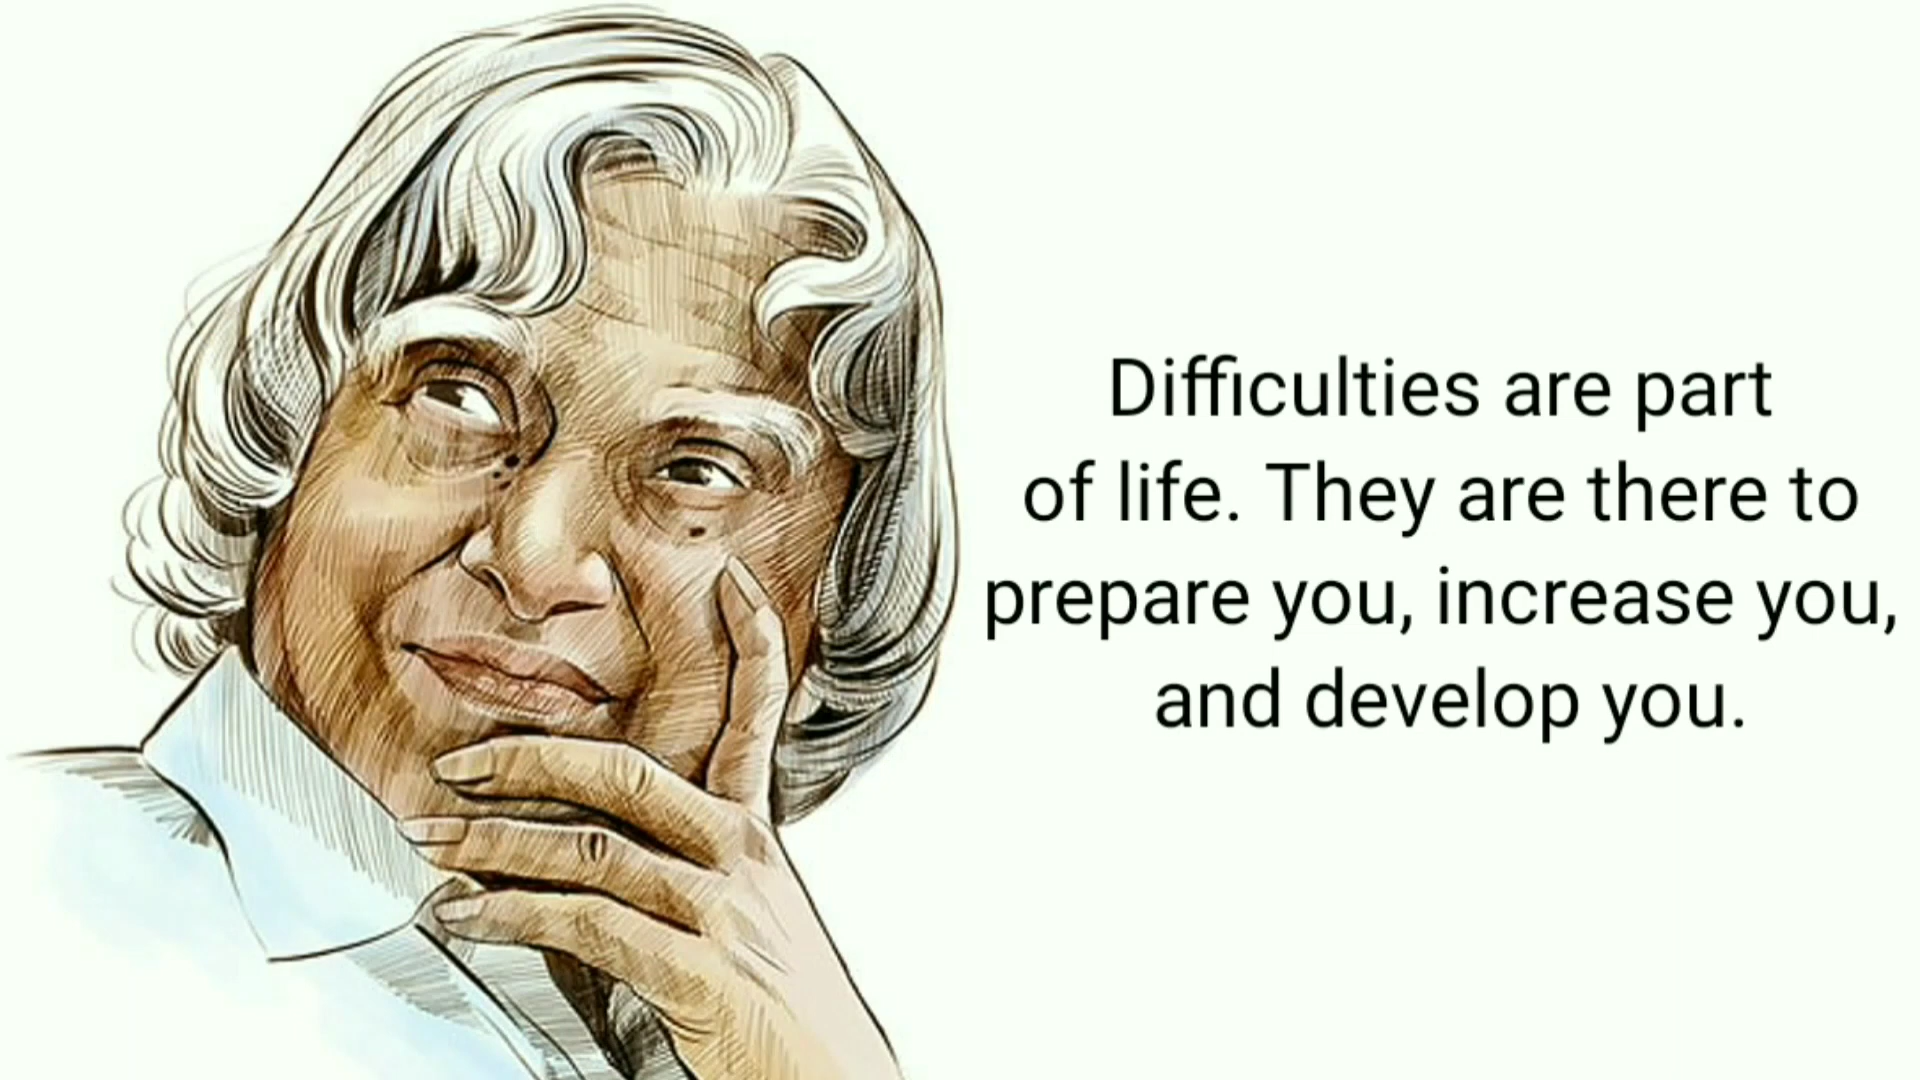 Difficulties are part
of life. They are there to
prepare you, increase you,
and develop you.